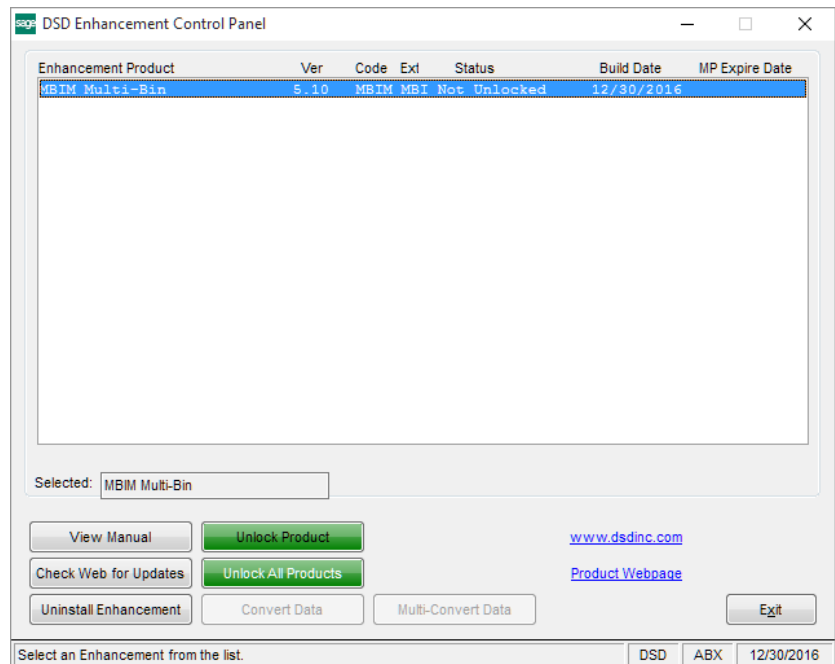 sage DSD Enhancement Control Panel
Enhancement Product Ver Code Ext Status Build Date MP Expire Date
MBIM Multi-Bin 5.10 MBIM MBI Not Unlocked 12/30/2016
Selected: MBIM Multi-Bin
View Manual Unlock Product www.dsdinc.com
Check Web for Updates Unlock All Products Product Webpage
Uninstall Enhancement Convert Data Multi-Convert Data Exit
Select an Enhancement from the list. DSD ABX 12/30/2016